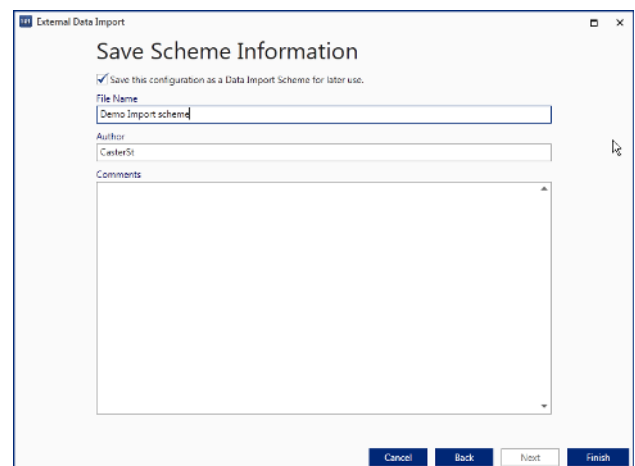 External Data Import
Save Scheme Information
Save this configuration as a Data Import Scheme for later use.
File Name
Demo Import scheme
Author
CasterSt
Comments
Cancel Back Next Finish